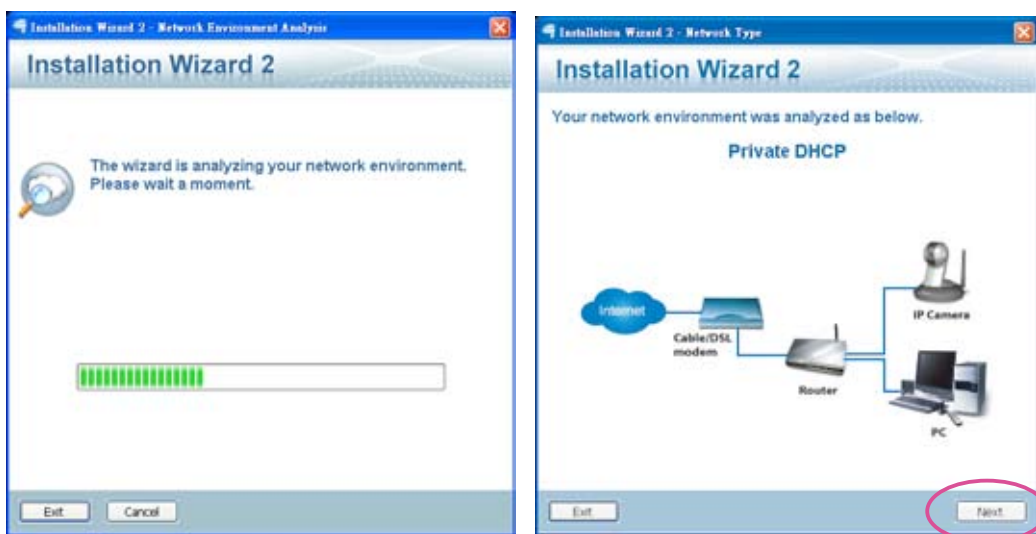 Installation Wizard 2 - Network Environment Analysis
Installation Wizard 2
The wizard is analyzing your network environment.
Please wait a moment.
Exit
Cancel
Installation Wizard 2 - Network Type
Installation Wizard 2
Your network environment was analyzed as below.
Private DHCP
Internet
Cable/DSL
modem
Router
IP Camera
PC
Exit
Next